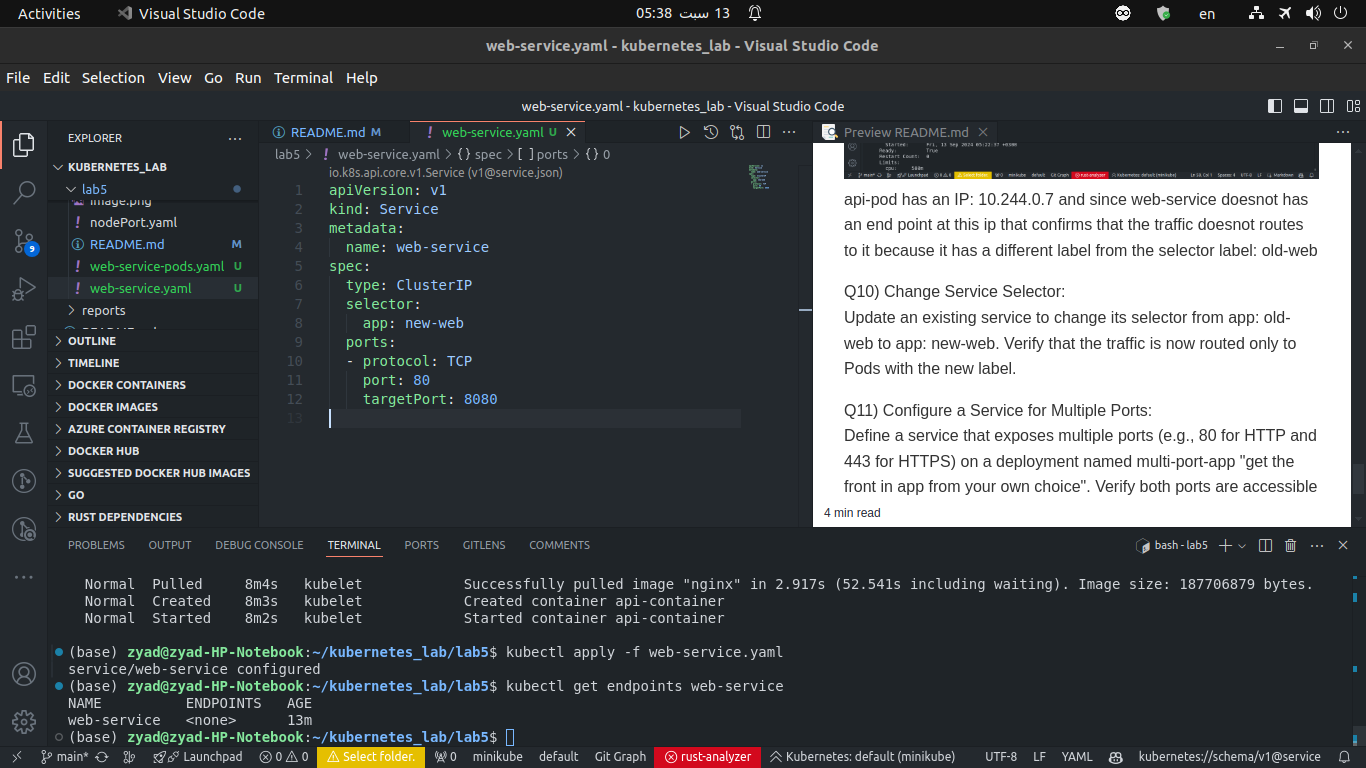 Activities
Visual Studio Code
05:38 سبت 13
en
web-service.yaml - kubernetes_lab - Visual Studio Code
File Edit Selection View Go Run Terminal Help
web-service.yaml - kubernetes_lab - Visual Studio Code
EXPLORER
KUBERNETES_LAB
lab5
image.png
nodePort.yaml
README.md M
web-service-pods.yaml U
web-service.yaml U
reports
OUTLINE
TIMELINE
DOCKER CONTAINERS
DOCKER IMAGES
AZURE CONTAINER REGISTRY
DOCKER HUB
SUGGESTED DOCKER HUB IMAGES
GO
RUST DEPENDENCIES
9
README.md M
web-service.yaml U
lab5 > web-service.yaml > {} spec > [ ] ports > {} 0
io.k8s.api.core.v1.Service (v1@service.json)
1 apiVersion: v1
2 kind: Service
3 metadata:
4 name: web-service
5 spec:
6 type: ClusterIP
7 selector:
8 app: new-web
9 ports:
10 - protocol: TCP
11 port: 80
12 targetPort: 8080
13
Preview README.md
Started: Fri, 13 Sep 2024 05:22:37 +0300
Ready: True
Restart Count: 0
Limits:
cpu: 500m
api-pod has an IP: 10.244.0.7 and since web-service doesnot has
an end point at this ip that confirms that the traffic doesnot routes
to it because it has a different label from the selector label: old-web
Q10) Change Service Selector:
Update an existing service to change its selector from app: old-
web to app: new-web. Verify that the traffic is now routed only to
Pods with the new label.
Q11) Configure a Service for Multiple Ports:
Define a service that exposes multiple ports (e.g., 80 for HTTP and
443 for HTTPS) on a deployment named multi-port-app "get the
front in app from your own choice". Verify both ports are accessible
4 min read
PROBLEMS OUTPUT DEBUG CONSOLE TERMINAL PORTS GITLENS COMMENTS
bash - lab5
Normal Pulled 8m4s kubelet Successfully pulled image "nginx" in 2.917s (52.541s including waiting). Image size: 187706879 bytes.
Normal Created 8m3s kubelet Created container api-container
Normal Started 8m2s kubelet Started container api-container
(base) zyad@zyad-HP-Notebook:~/kubernetes_lab/lab5$ kubectl apply -f web-service.yaml
service/web-service configured
(base) zyad@zyad-HP-Notebook:~/kubernetes_lab/lab5$ kubectl get endpoints web-service
NAME ENDPOINTS AGE
web-service <none> 13m
(base) zyad@zyad-HP-Notebook:~/kubernetes_lab/lab5$
main* Launchpad 0 0 Select folder. 0 minikube default Git Graph rust-analyzer Kubernetes: default (minikube) UTF-8 LF YAML kubernetes://schema/v1@service